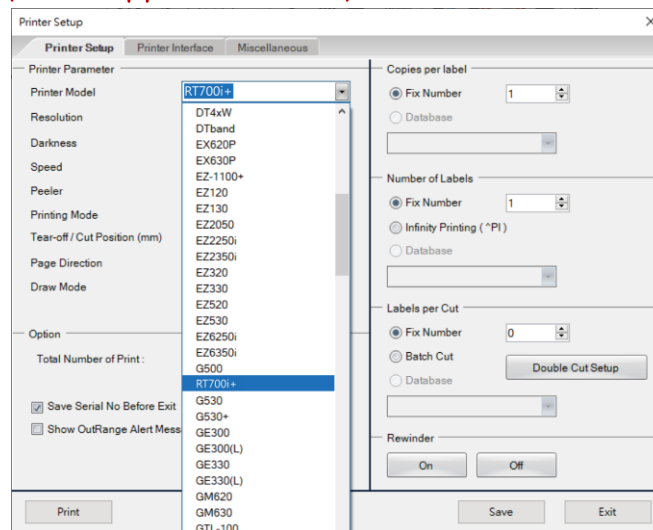 Printer Setup
Printer Setup Printer Interface Miscellaneous
Printer Parameter
Printer Model RT700i+
Resolution
Darkness
Speed
Peeler
Printing Mode
Tear-off / Cut Position (mm)
Page Direction
Draw Mode
Option
Total Number of Print :
Save Serial No Before Exit
Show OutRange Alert Mess
DT4xW
DTband
EX620P
EX630P
EZ-1100+
EZ120
EZ130
EZ2050
EZ2250i
EZ2350i
EZ320
EZ330
EZ520
EZ530
EZ6250i
EZ6350i
G500
RT700i+
G530
G530+
GE300
GE300(L)
GE330
GE330(L)
GM620
GM630
GTL-100
Copies per label
Fix Number 1
Database
Number of Labels
Fix Number 1
Infinity Printing ( ^PI )
Database
Labels per Cut
Fix Number 0
Batch Cut
Double Cut Setup
Database
Rewinder
On Off
Print Save Exit